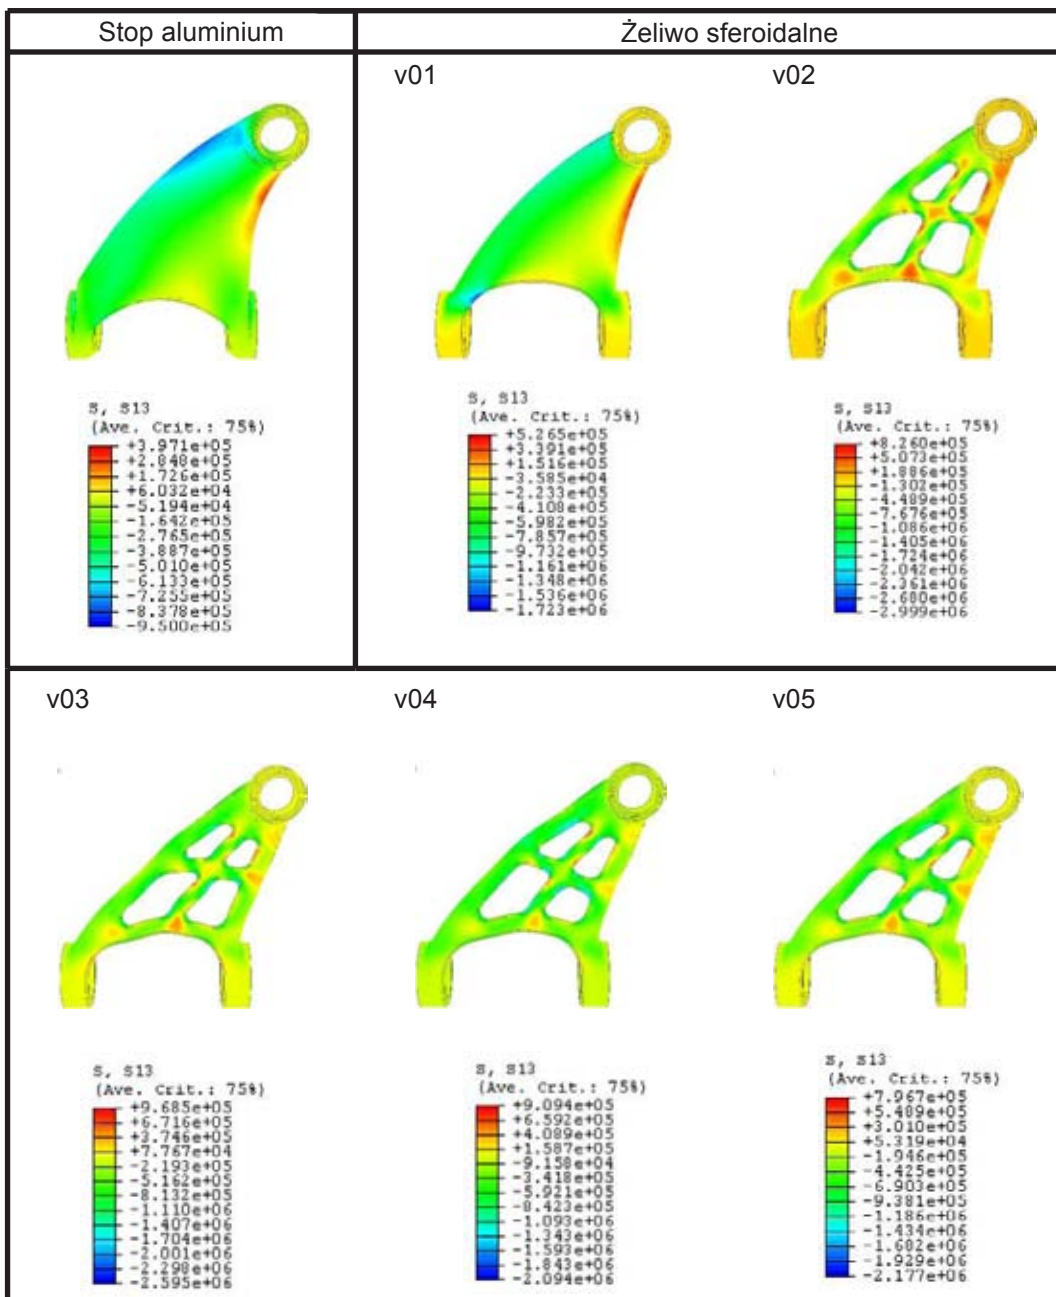 Stop aluminium
Żeliwo sferoidalne
v01
v02
S, S13
(Ave. Crit.: 75%)
+3.971e+05
+2.848e+05
+1.726e+05
+6.032e+04
-5.194e+04
-1.642e+05
-2.765e+05
-3.887e+05
-5.010e+05
-6.133e+05
-7.255e+05
-8.378e+05
-9.500e+05
S, S13
(Ave. Crit.: 75%)
+5.265e+05
+3.391e+05
+1.516e+05
-3.585e+04
-2.233e+05
-4.108e+05
-5.982e+05
-7.857e+05
-9.732e+05
-1.161e+06
-1.348e+06
-1.536e+06
-1.723e+06
S, S13
(Ave. Crit.: 75%)
+8.260e+05
+5.073e+05
+1.886e+05
-1.302e+05
-4.489e+05
-7.676e+05
-1.086e+06
-1.405e+06
-1.724e+06
-2.042e+06
-2.361e+06
-2.680e+06
-2.999e+06
v03
v04
v05
S, S13
(Ave. Crit.: 75%)
+9.685e+05
+6.716e+05
+3.746e+05
+7.767e+04
-2.193e+05
-5.162e+05
-8.132e+05
-1.110e+06
-1.407e+06
-1.704e+06
-2.001e+06
-2.298e+06
-2.595e+06
S, S13
(Ave. Crit.: 75%)
+9.094e+05
+6.592e+05
+4.089e+05
+1.587e+05
-9.158e+04
-3.418e+05
-5.921e+05
-8.423e+05
-1.093e+06
-1.343e+06
-1.593e+06
-1.843e+06
-2.094e+06
S, S13
(Ave. Crit.: 75%)
+7.967e+05
+5.489e+05
+3.010e+05
+5.319e+04
-1.946e+05
-4.425e+05
-6.903e+05
-9.381e+05
-1.186e+06
-1.434e+06
-1.682e+06
-1.929e+06
-2.177e+06